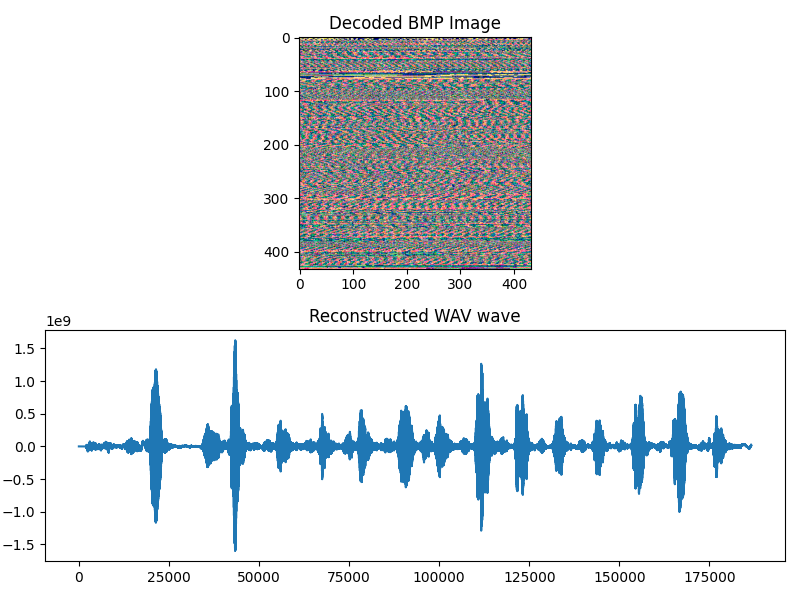 Decoded BMP Image
0
100
200
300
400
0 100 200 300 400
Reconstructed WAV wave
1e9
1.5
1.0
0.5
0.0
−0.5
−1.0
−1.5
0 25000 50000 75000 100000 125000 150000 175000